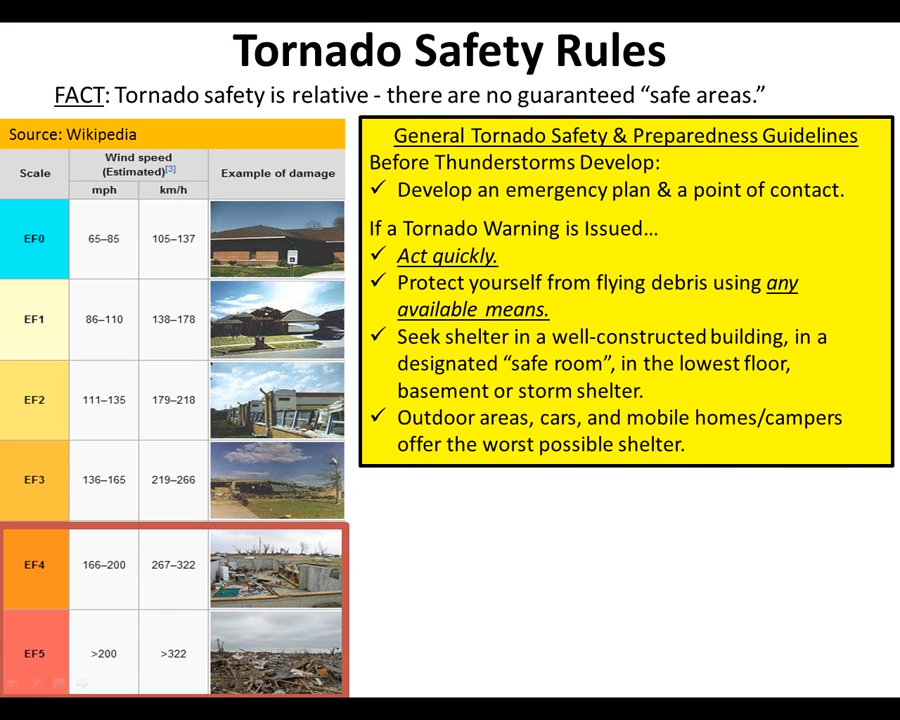 Tornado Safety Rules
FACT: Tornado safety is relative - there are no guaranteed “safe areas.”
Source: Wikipedia
Scale
Wind speed
(Estimated)[3]
Example of damage
mph km/h
EF0 65–85 105–137
EF1 86–110 138–178
EF2 111–135 179–218
EF3 136–165 219–266
EF4 166–200 267–322
EF5 >200 >322
General Tornado Safety & Preparedness Guidelines
Before Thunderstorms Develop:
✓ Develop an emergency plan & a point of contact.
If a Tornado Warning is Issued…
✓ Act quickly.
✓ Protect yourself from flying debris using any
available means.
✓ Seek shelter in a well-constructed building, in a
designated “safe room”, in the lowest floor,
basement or storm shelter.
✓ Outdoor areas, cars, and mobile homes/campers
offer the worst possible shelter.